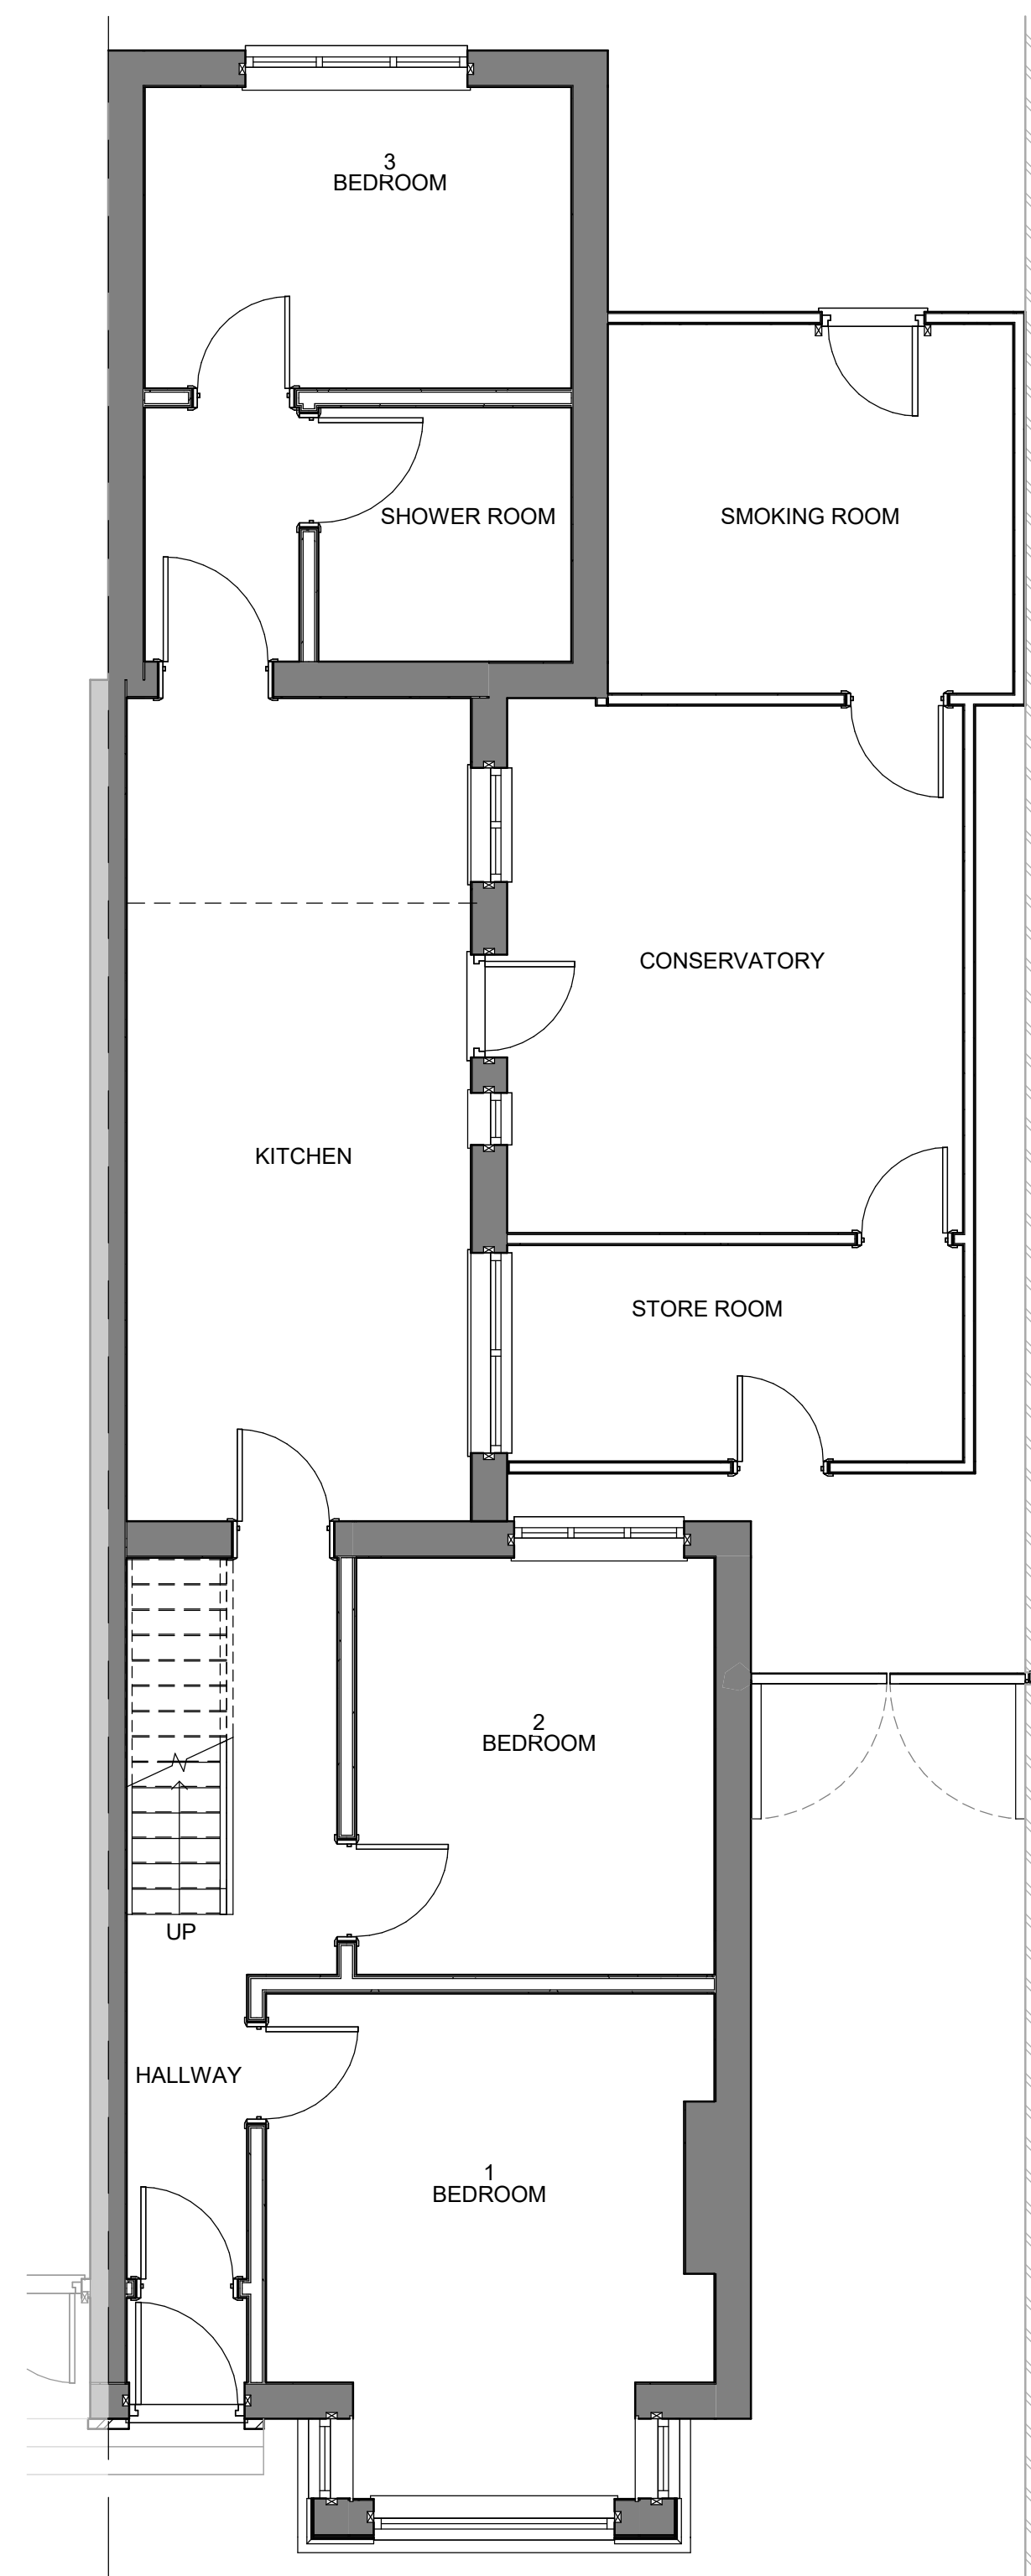 3
BEDROOM
SHOWER ROOM
SMOKING ROOM
CONSERVATORY
KITCHEN
STORE ROOM
2
BEDROOM
UP
HALLWAY
1
BEDROOM